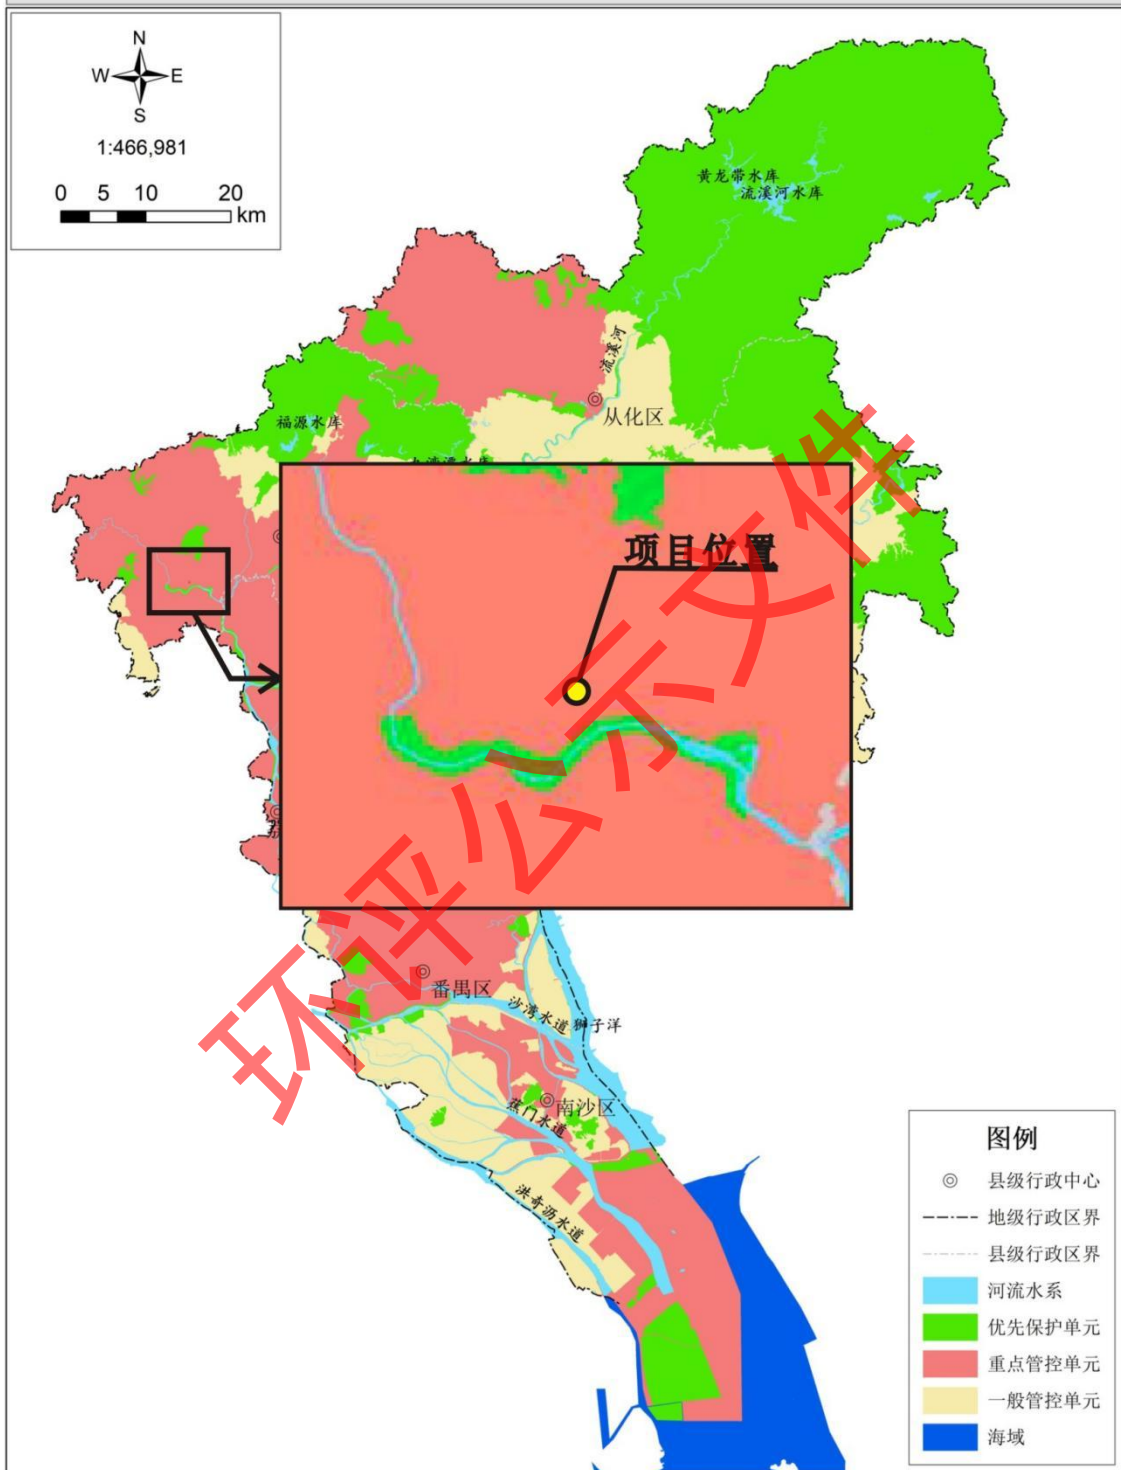 N
W E
S
1:466,981
0 5 10 20
km
黄龙带水库
流溪河水库
流溪河
从化区
福源水库
项目位置
环评公示文件
番禺区
沙湾水道
狮子洋
南沙区
蕉门水道
洪奇沥水道
图例
县级行政中心
地级行政区界
县级行政区界
河流水系
优先保护单元
重点管控单元
一般管控单元
海域